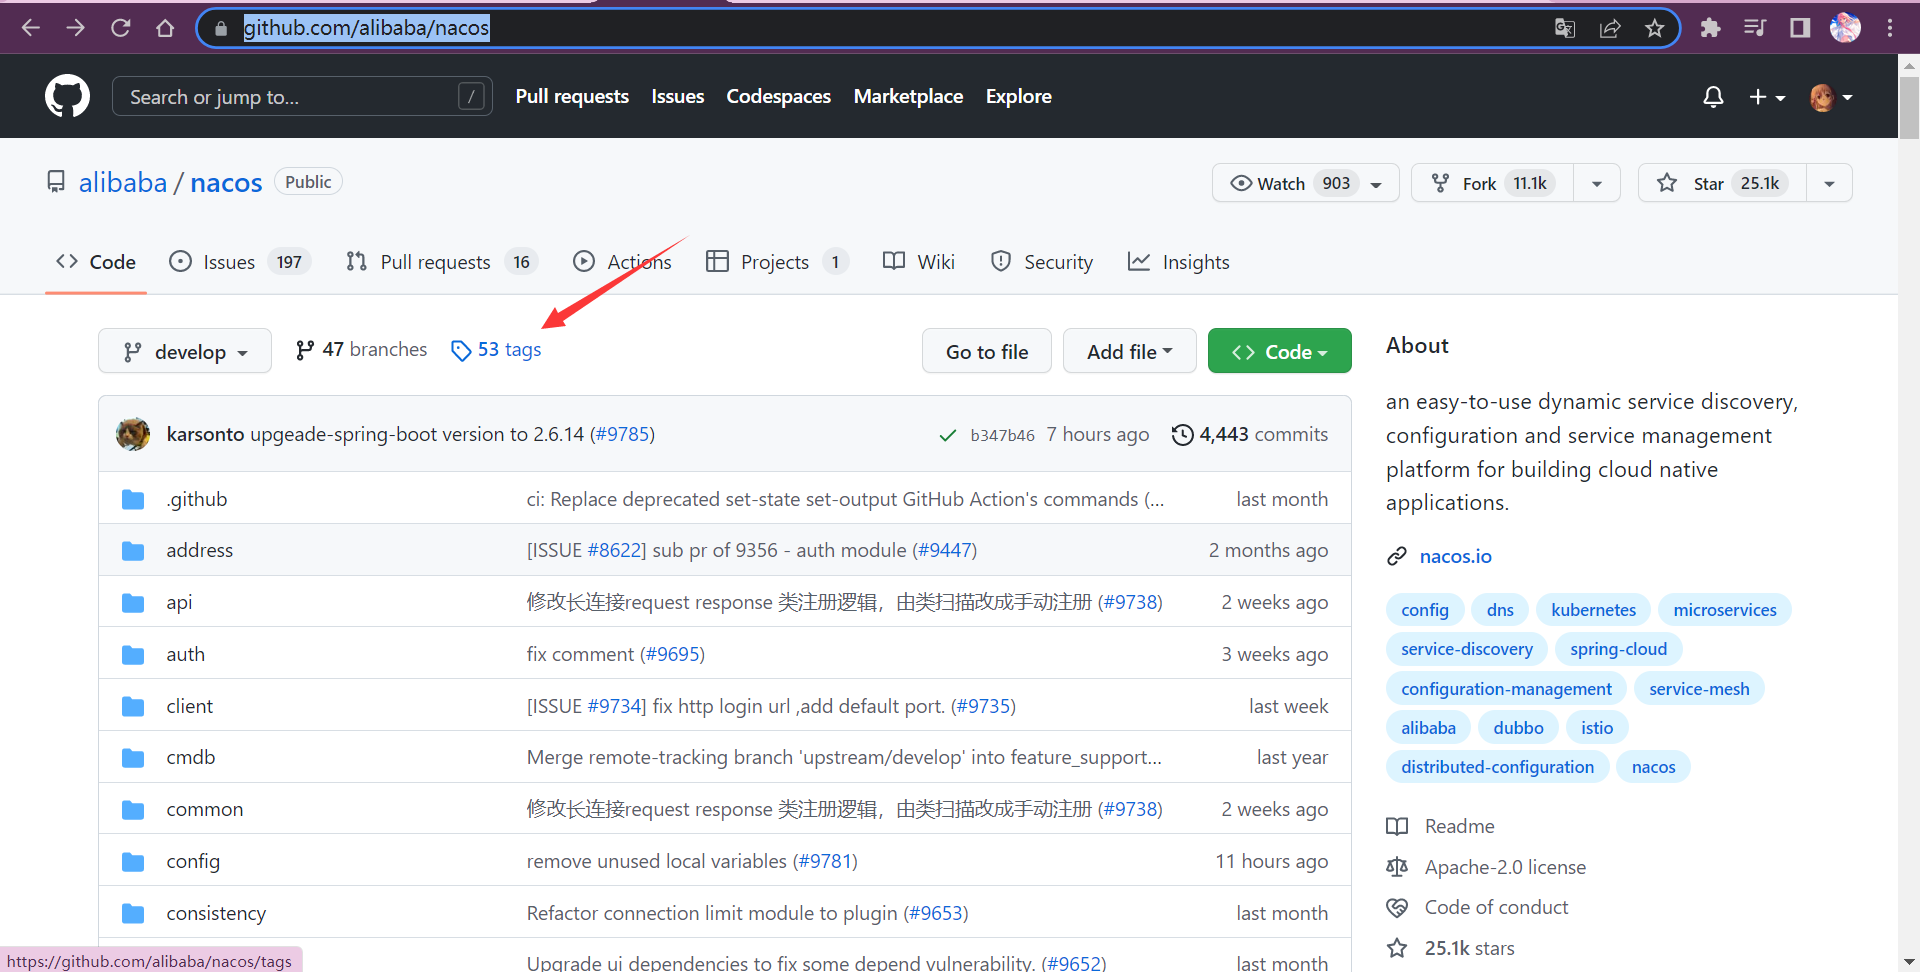 github.com/alibaba/nacos
Search or jump to... /
Pull requests Issues Codespaces Marketplace Explore
alibaba / nacos Public
Watch 903 Fork 11.1k Star 25.1k
Code Issues 197 Pull requests 16 Actions Projects 1 Wiki Security Insights
develop 47 branches 53 tags Go to file Add file Code
karsonto upgeade-spring-boot version to 2.6.14 (#9785) b347b46 7 hours ago 4,443 commits
.github ci: Replace deprecated set-state set-output GitHub Action's commands (... last month
address [ISSUE #8622] sub pr of 9356 - auth module (#9447) 2 months ago
api 修改长连接request response 类注册逻辑，由类扫描改成手动注册 (#9738) 2 weeks ago
auth fix comment (#9695) 3 weeks ago
client [ISSUE #9734] fix http login url ,add default port. (#9735) last week
cmdb Merge remote-tracking branch 'upstream/develop' into feature_support... last year
common 修改长连接request response 类注册逻辑，由类扫描改成手动注册 (#9738) 2 weeks ago
config remove unused local variables (#9781) 11 hours ago
consistency Refactor connection limit module to plugin (#9653) last month
Upgrade ui dependencies to fix some depend vulnerability. (#9652) last month
About
an easy-to-use dynamic service discovery,
configuration and service management
platform for building cloud native
applications.
nacos.io
config dns kubernetes microservices
service-discovery spring-cloud
configuration-management service-mesh
alibaba dubbo istio
distributed-configuration nacos
Readme
Apache-2.0 license
Code of conduct
25.1k stars
https://github.com/alibaba/nacos/tags